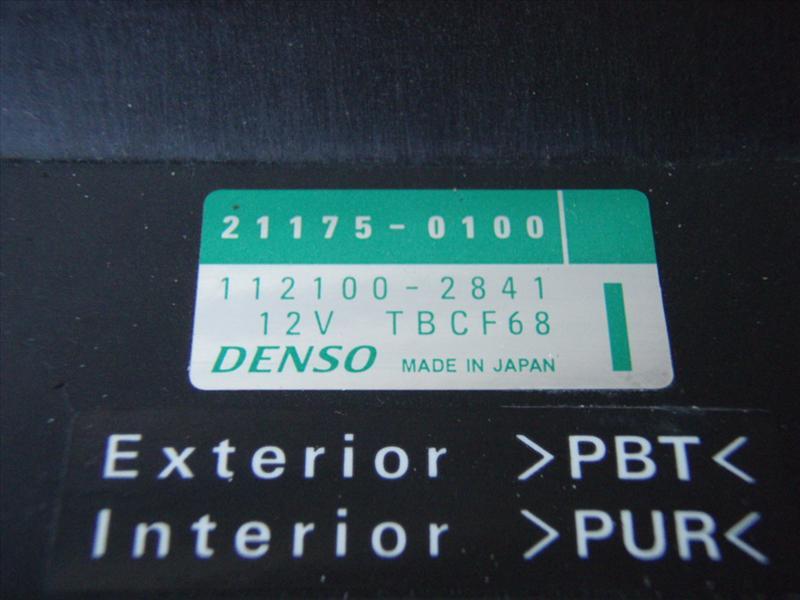 21175-0100
112100-2841
12V TBCF68
DENSO MADE IN JAPAN
Exterior >PBT<
Interior >PUR<